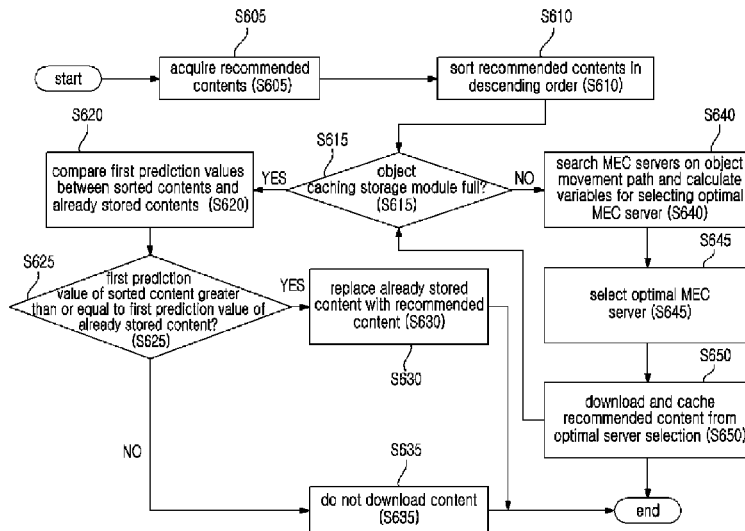 S605
start
acquire recommended
contents (S605)
S610
sort recommended contents in
descending order (S610)
S620
compare first prediction values
between sorted contents and
already stored contents (S620)
S615
YES
object
caching storage module full?
(S615)
NO
S640
search MEC servers on object
movement path and calculate
variables for selecting optimal
MEC server (S640)
S625
first prediction
value of sorted content greater
than or equal to first prediction value of
already stored content?
(S625)
YES
replace already stored
content with recommended
content (S630)
S630
S645
select optimal MEC
server (S645)
S650
download and cache
recommended content from
optimal server selection (S650)
NO
S635
do not download content
(S635)
end